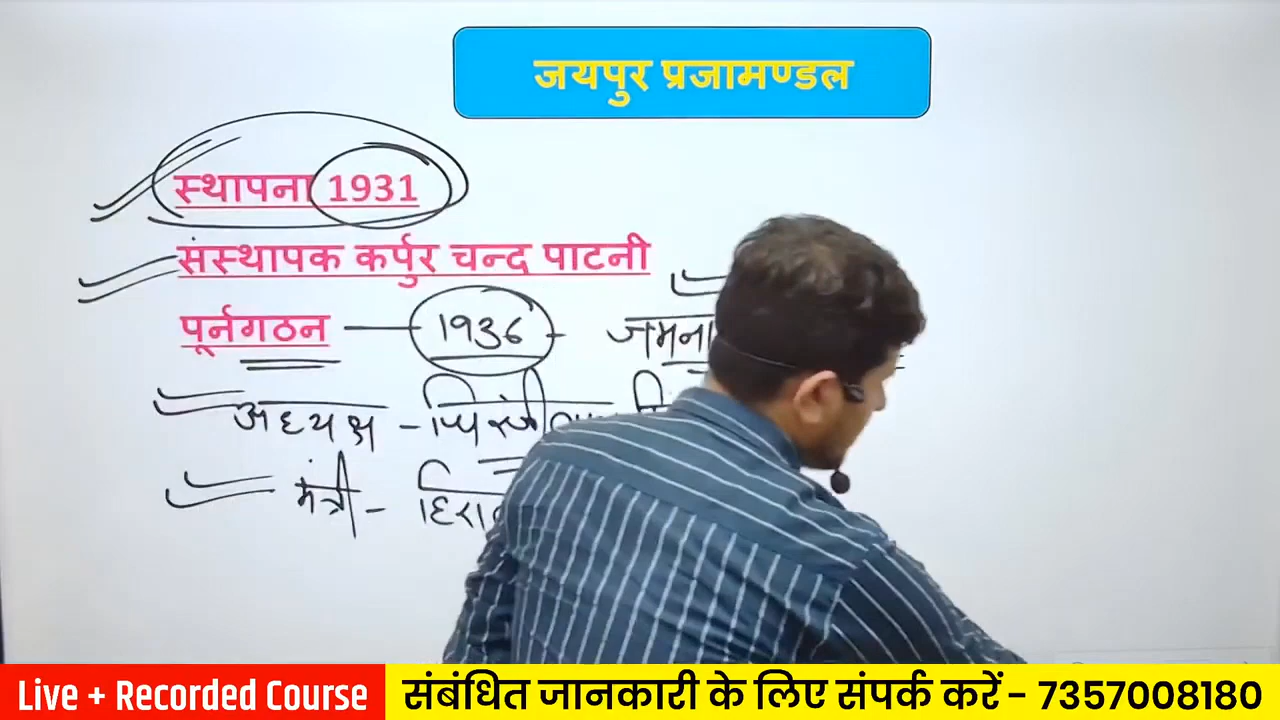 जयपुर प्रजामण्डल
स्थापना 1931
संस्थापक कर्पुर चन्द पाटनी
पूर्नगठन — 1936 - जमना
अध्यक्ष -
मंत्री - हिरा
Live + Recorded Course
संबंधित जानकारी के लिए संपर्क करें - 7357008180